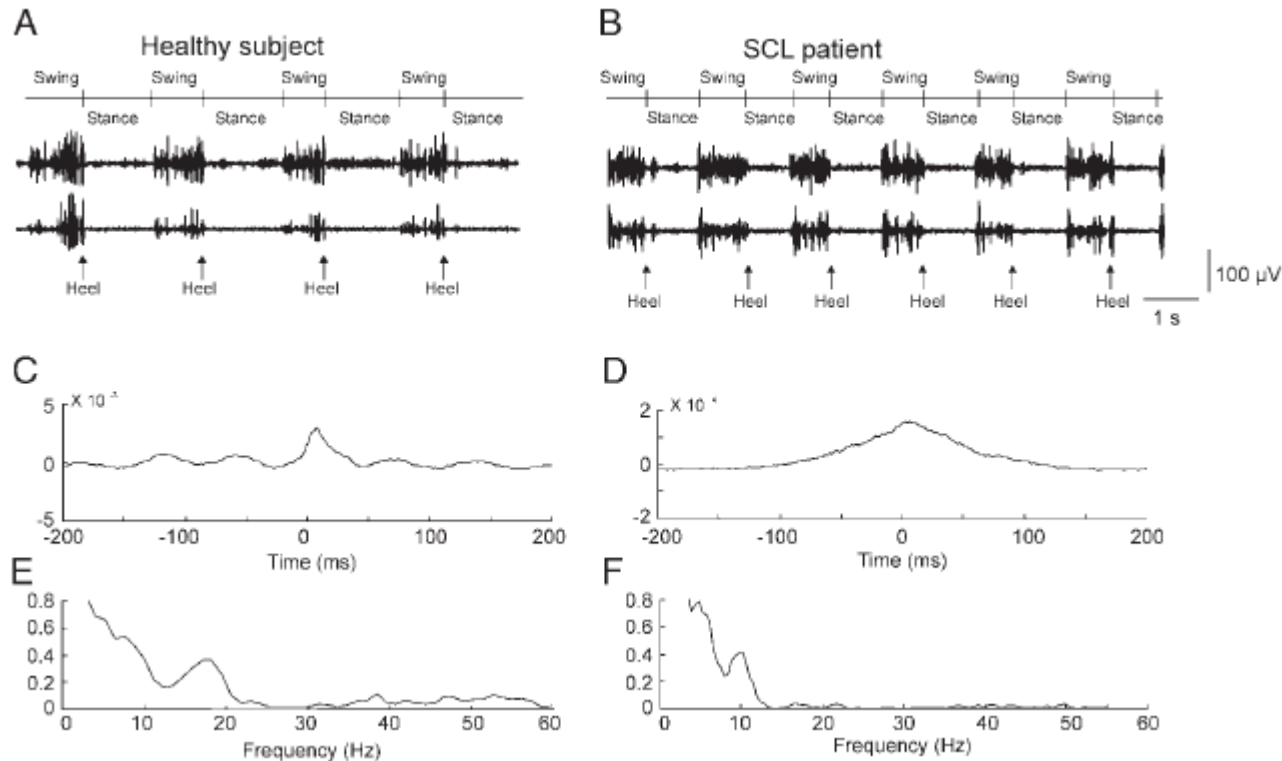 A
Healthy subject
Swing Swing Swing Swing
Stance Stance Stance Stance
Heel Heel Heel Heel
B
SCL patient
Swing Swing Swing Swing Swing Swing
Stance Stance Stance Stance Stance Stance
Heel Heel Heel Heel Heel Heel
100 µV
1 s
C
X 10
5
0
-5
-200 -100 0 100 200
Time (ms)
D
X 10
2
0
-2
-200 -100 0 100 200
Time (ms)
E
0.8
0.6
0.4
0.2
0
0 10 20 30 40 50 60
Frequency (Hz)
F
0.8
0.6
0.4
0.2
0
0 10 20 30 40 50 60
Frequency (Hz)